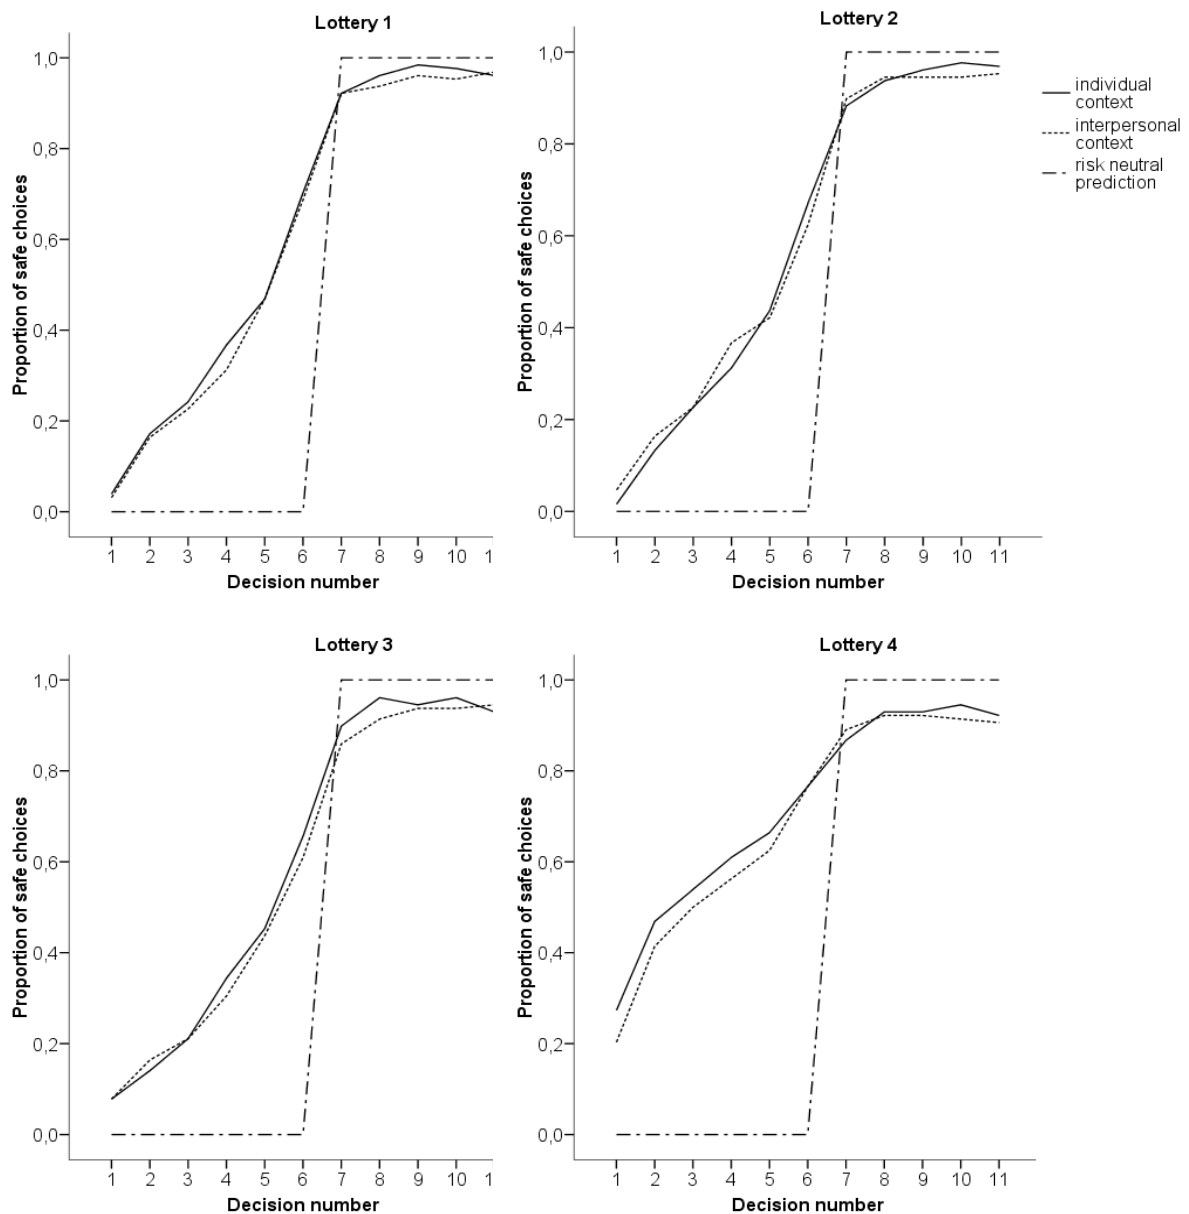 Lottery 1
1,0
0,8
0,6
0,4
0,2
0,0
Proportion of safe choices
1 2 3 4 5 6 7 8 9 10 1
Decision number
Lottery 2
1,0
0,8
0,6
0,4
0,2
0,0
Proportion of safe choices
1 2 3 4 5 6 7 8 9 10 11
Decision number
individual
context
interpersonal
context
risk neutral
prediction
Lottery 3
1,0
0,8
0,6
0,4
0,2
0,0
Proportion of safe choices
1 2 3 4 5 6 7 8 9 10 1
Decision number
Lottery 4
1,0
0,8
0,6
0,4
0,2
0,0
Proportion of safe choices
1 2 3 4 5 6 7 8 9 10 11
Decision number